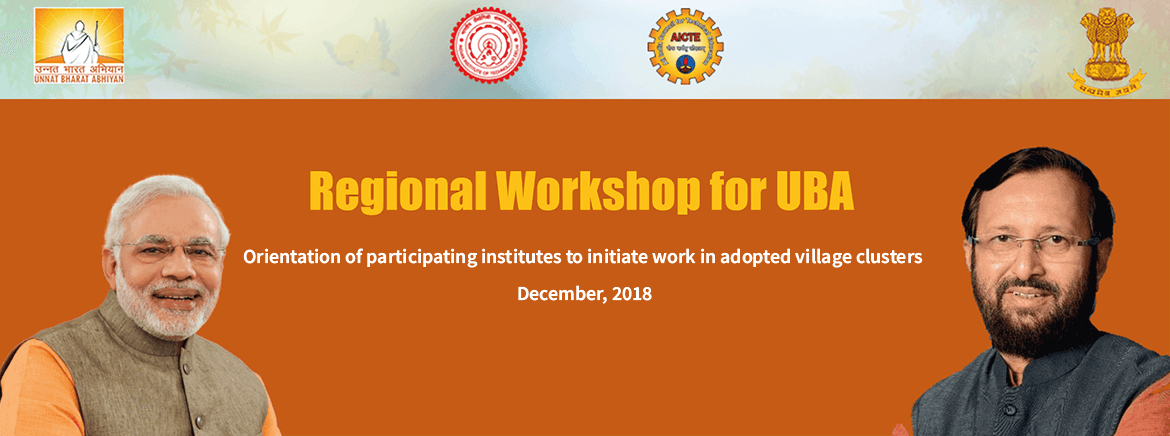 उन्नत भारत अभियान
UNNAT BHARAT ABHIYAN
AICTE
सत्यमेव जयते
Regional Workshop for UBA
Orientation of participating institutes to initiate work in adopted village clusters
December, 2018